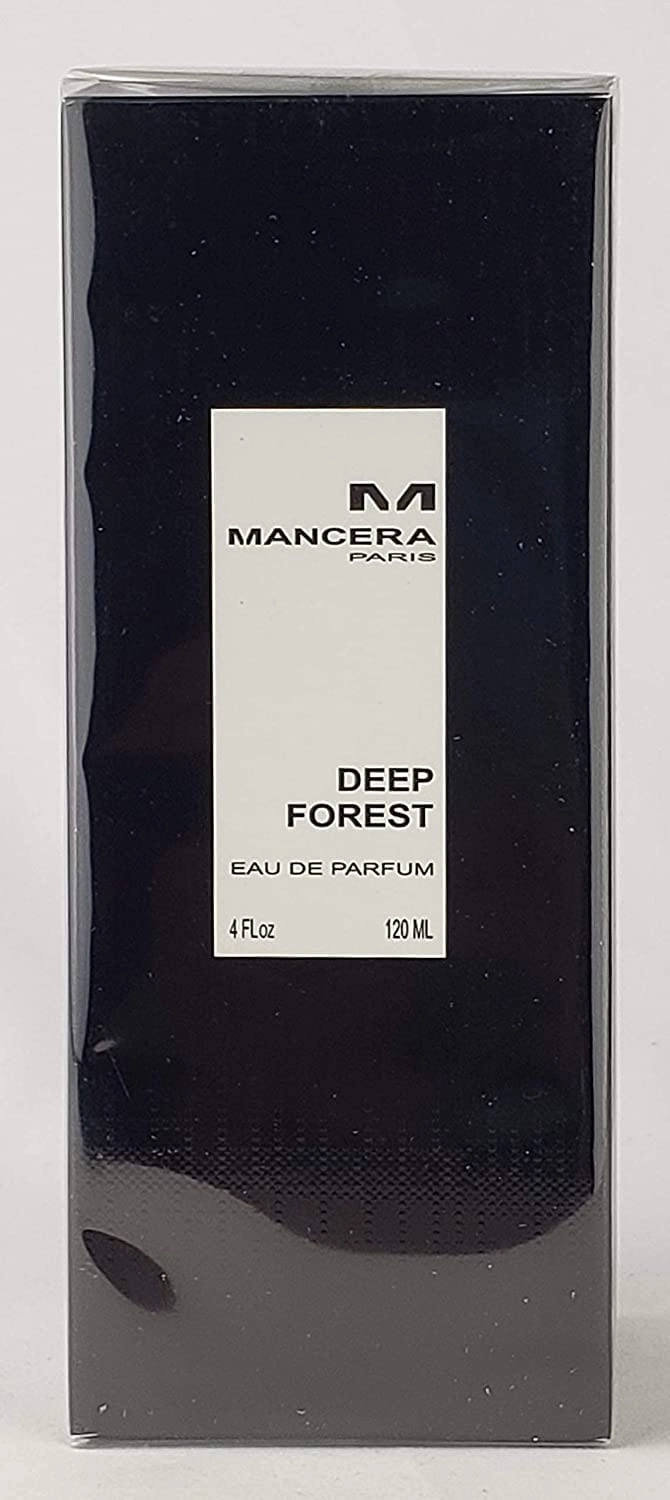 M
MANCERA
PARIS
DEEP
FOREST
EAU DE PARFUM
4 FLoz 120 ML